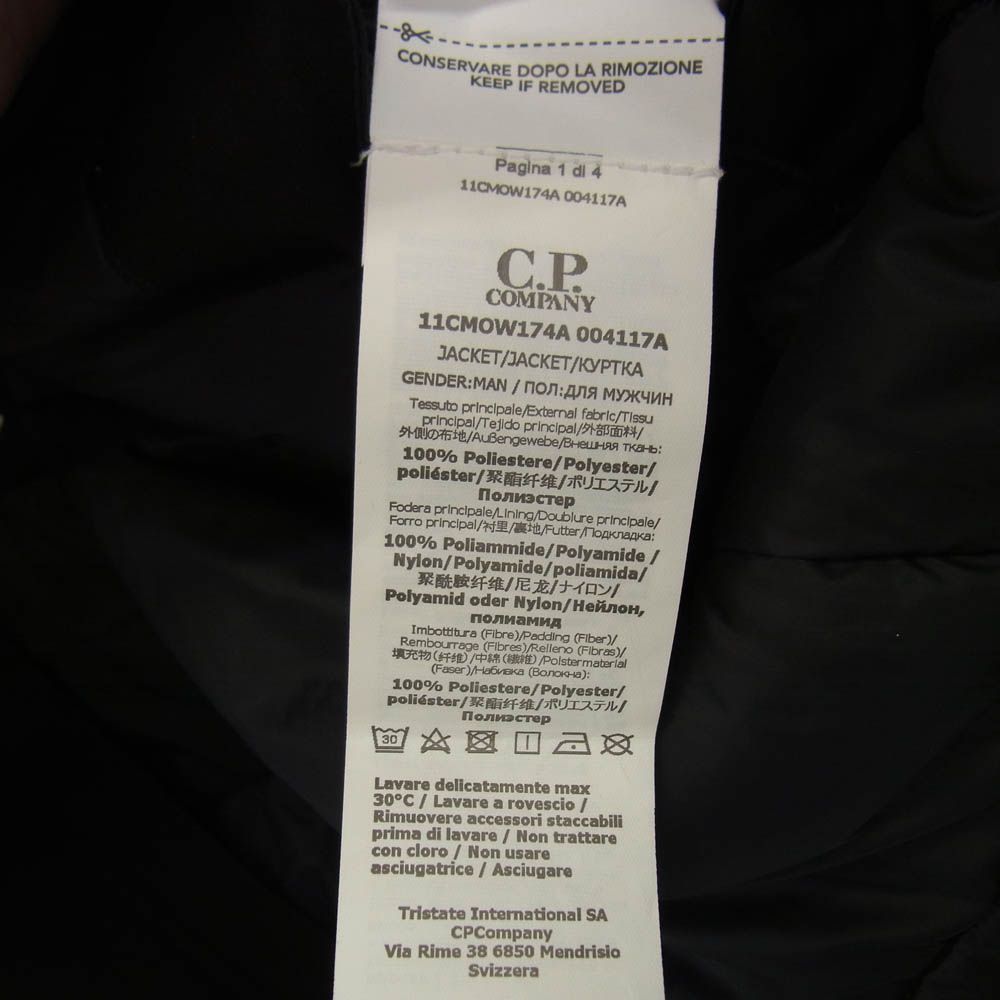 CONSERVARE DOPO LA RIMOZIONE
KEEP IF REMOVED
Pagina 1 di 4
11CMOW174A 004117A
C.P.
COMPANY
11CMOW174A 004117A
JACKET/JACKET/КУРТКА
GENDER:MAN / ПОЛ:ДЛЯ МУЖЧИН
Tessuto principale/External fabric/Tissu
principal/Tejido principal/外部面料/
外側の布地/Außengewebe/Внешняя ткань:
100% Poliestere/Polyester/
poliéster/聚酯纤维/ポリエステル/
Полиэстер
Fodera principale/Lining/Doublure principale/
Forro principal/衬里/裏地/Futter/Подкладка:
100% Poliammide/Polyamide /
Nylon/Polyamide/poliamida/
聚酰胺纤维/尼龙/ナイロン/
Polyamid oder Nylon/Нейлон,
полиамид
Imbottitura (Fibre)/Padding (Fiber)/
Rembourrage (Fibres)/Relleno (Fibras)/
填充物(纤维)/中綿(繊維)/Polstermaterial
(Faser)/Набивка (Волокна):
100% Poliestere/Polyester/
poliéster/聚酯纤维/ポリエステル/
Полиэстер
30
Lavare delicatamente max
30°C / Lavare a rovescio /
Rimuovere accessori staccabili
prima di lavare / Non trattare
con cloro / Non usare
asciugatrice / Asciugare
Tristate International SA
CPCompany
Via Rime 38 6850 Mendrisio
Svizzera